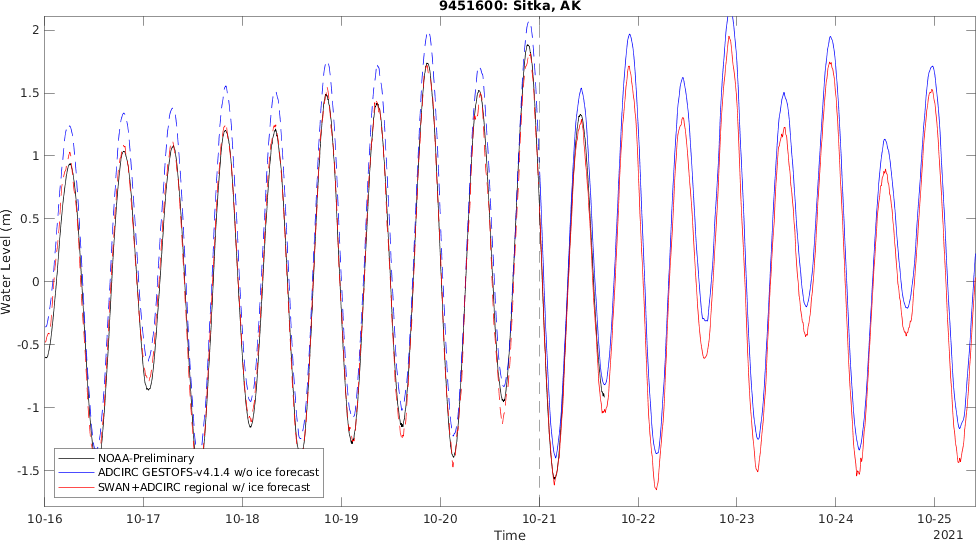 9451600: Sitka, AK
2
1.5
1
0.5
0
-0.5
-1
-1.5
Water Level (m)
NOAA-Preliminary
ADCIRC GESTOFS-v4.1.4 w/o ice forecast
SWAN+ADCIRC regional w/ ice forecast
10-16 10-17 10-18 10-19 10-20 10-21 10-22 10-23 10-24 10-25
Time 2021